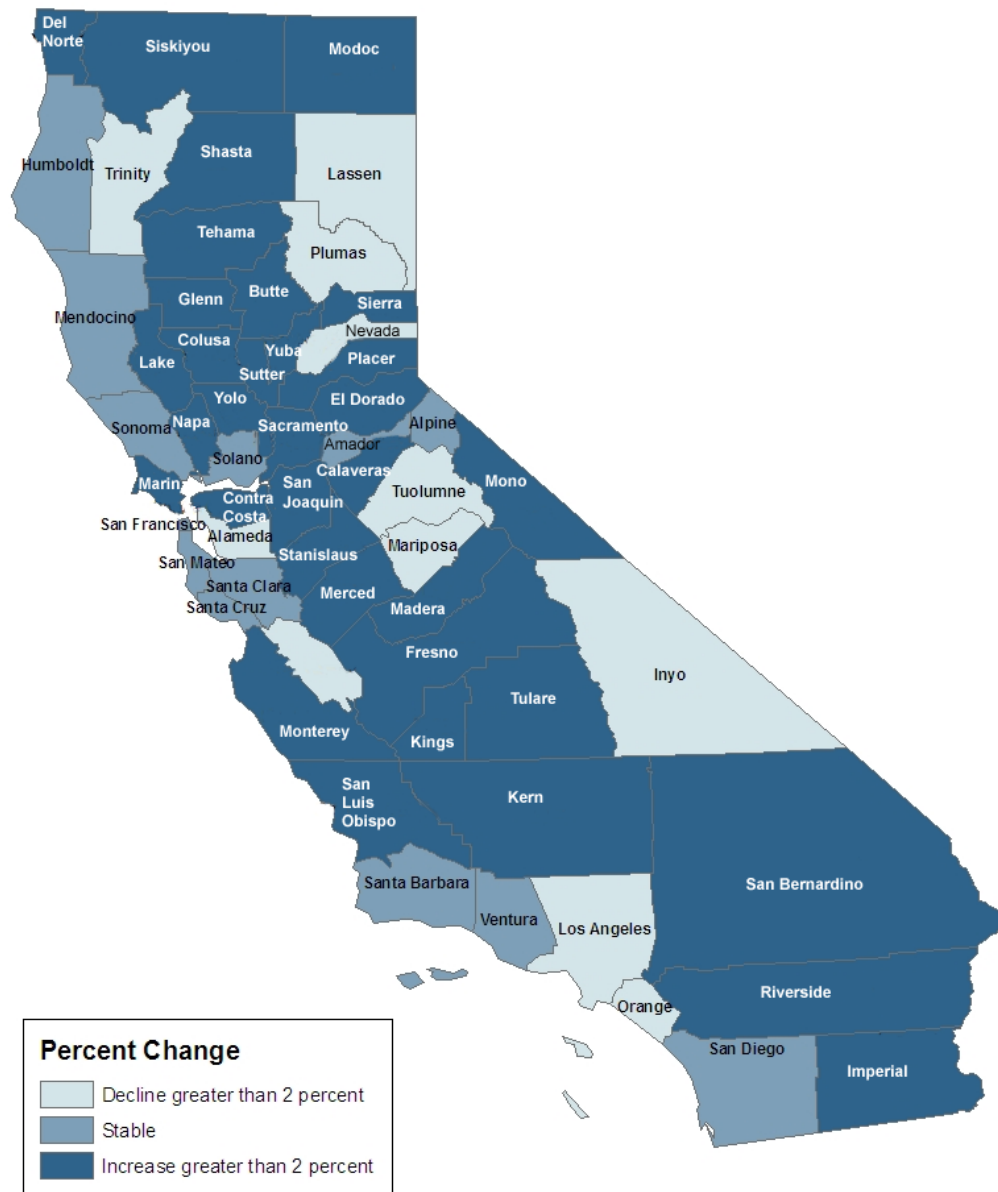 Del
Norte
Siskiyou
Modoc
Humboldt
Trinity
Shasta
Lassen
Tehama
Plumas
Glenn
Butte
Sierra
Mendocino
Nevada
Colusa
Yuba
Lake
Placer
Sutter
Yolo
El Dorado
Sonoma
Napa
Sacramento
Alpine
Amador
Solano
Calaveras
Marin
San
Joaquin
Mono
Tuolumne
Contra
Costa
San Francisco
Alameda
Mariposa
Stanislaus
San Mateo
Santa Clara
Merced
Santa Cruz
Madera
Fresno
Inyo
Tulare
Monterey
Kings
San
Luis
Obispo
Kern
Santa Barbara
San Bernardino
Ventura
Los Angeles
Riverside
Orange
San Diego
Imperial
Percent Change
Decline greater than 2 percent
Stable
Increase greater than 2 percent